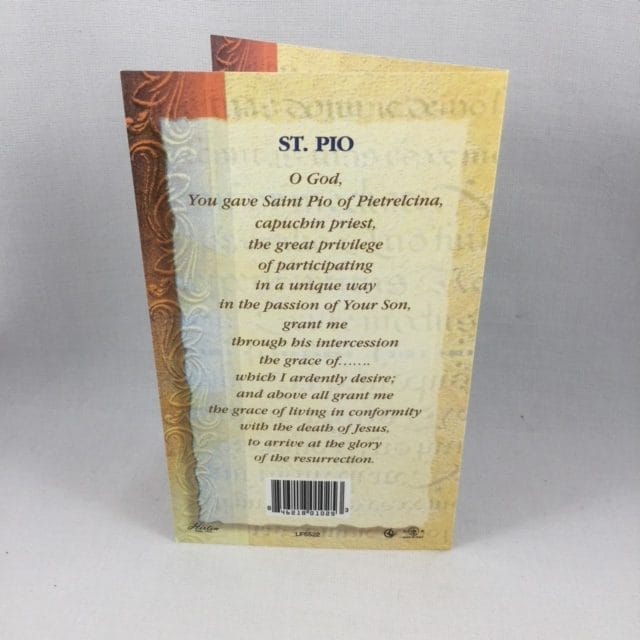 ST. PIO
O God,
You gave Saint Pio of Pietrelcina,
capuchin priest,
the great privilege
of participating
in a unique way
in the passion of Your Son,
grant me
through his intercession
the grace of.......
which I ardently desire;
and above all grant me
the grace of living in conformity
with the death of Jesus,
to arrive at the glory
of the resurrection.
Hirten
LF5522